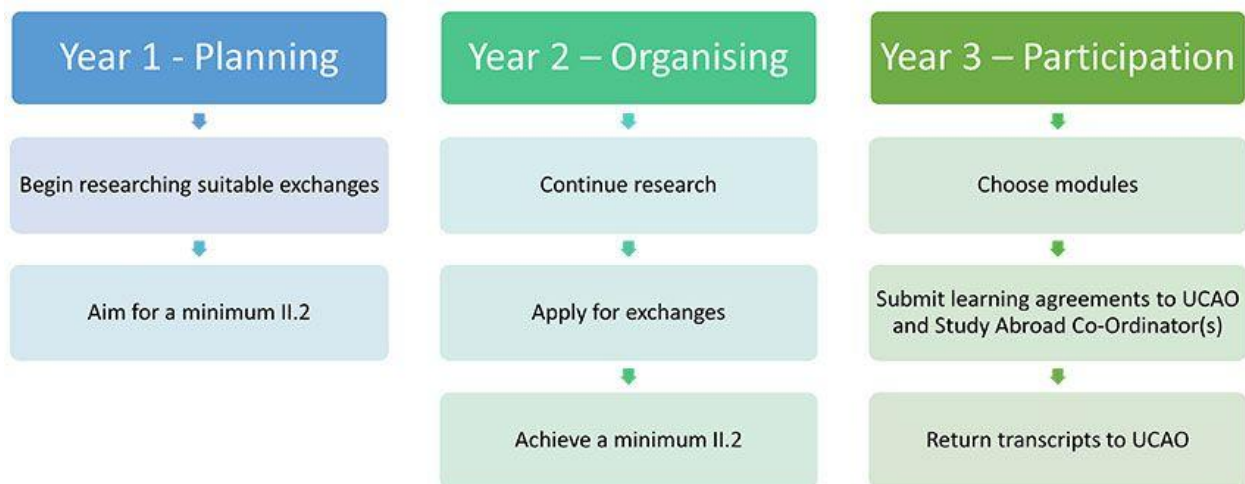 Year 1 - Planning
Begin researching suitable exchanges
Aim for a minimum II.2
Year 2 – Organising
Continue research
Apply for exchanges
Achieve a minimum II.2
Year 3 – Participation
Choose modules
Submit learning agreements to UCAO
and Study Abroad Co-Ordinator(s)
Return transcripts to UCAO